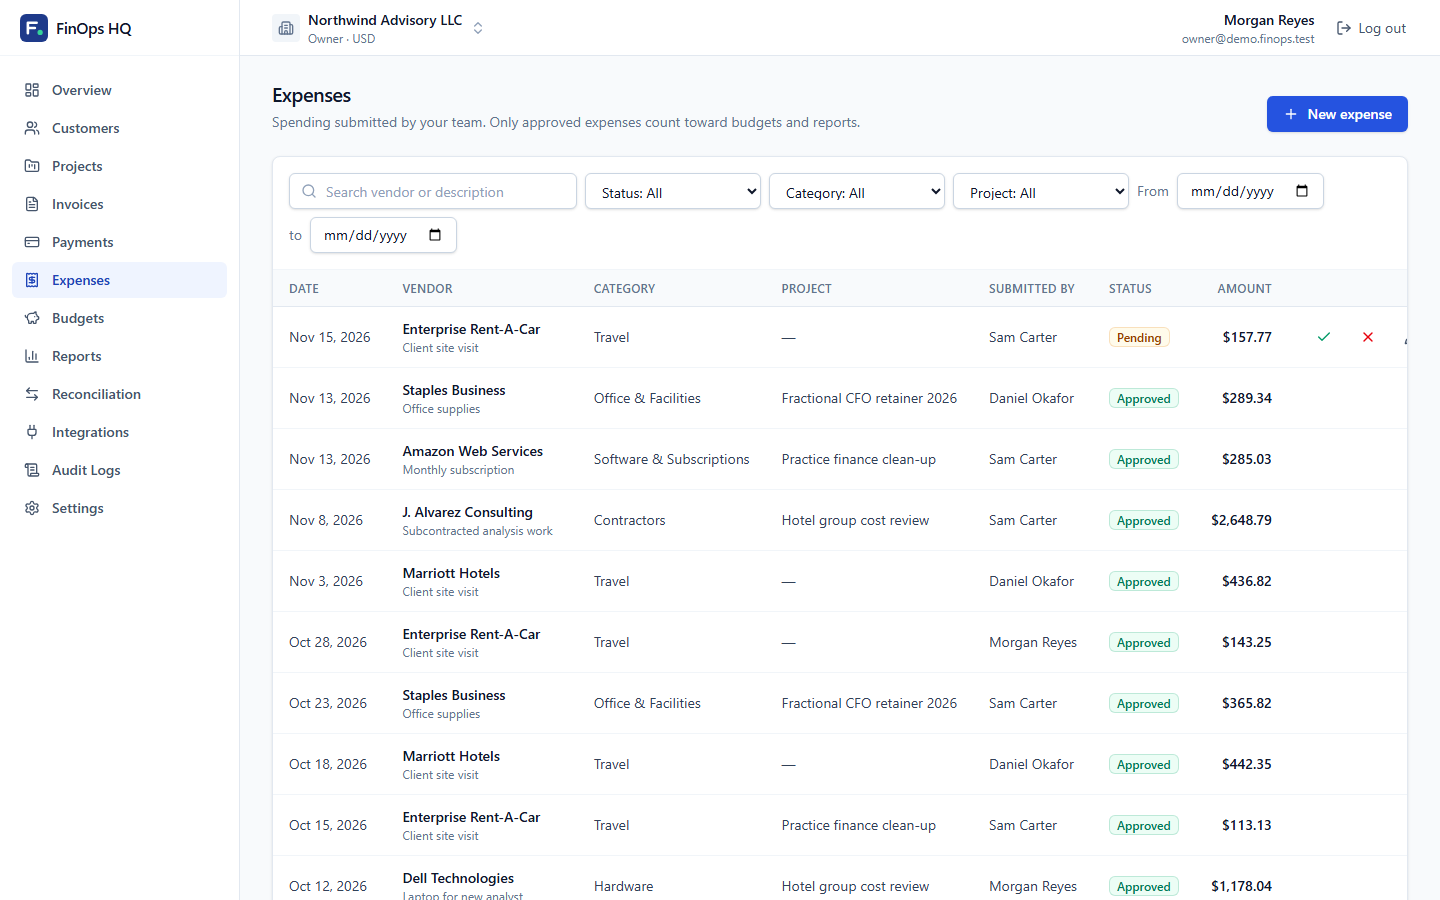 FinOps HQ
Northwind Advisory LLC
Owner · USD
Morgan Reyes
owner@demo.finops.test
Log out
Overview
Customers
Projects
Invoices
Payments
Expenses
Budgets
Reports
Reconciliation
Integrations
Audit Logs
Settings
Expenses
Spending submitted by your team. Only approved expenses count toward budgets and reports.
New expense
Search vendor or description
Status: All
Category: All
Project: All
From
mm/dd/yyyy
to
mm/dd/yyyy
DATE VENDOR CATEGORY PROJECT SUBMITTED BY STATUS AMOUNT
Nov 15, 2026 Enterprise Rent-A-Car Travel — Sam Carter Pending $157.77
Client site visit
Nov 13, 2026 Staples Business Office & Facilities Fractional CFO retainer 2026 Daniel Okafor Approved $289.34
Office supplies
Nov 13, 2026 Amazon Web Services Software & Subscriptions Practice finance clean-up Sam Carter Approved $285.03
Monthly subscription
Nov 8, 2026 J. Alvarez Consulting Contractors Hotel group cost review Sam Carter Approved $2,648.79
Subcontracted analysis work
Nov 3, 2026 Marriott Hotels Travel — Daniel Okafor Approved $436.82
Client site visit
Oct 28, 2026 Enterprise Rent-A-Car Travel — Morgan Reyes Approved $143.25
Client site visit
Oct 23, 2026 Staples Business Office & Facilities Fractional CFO retainer 2026 Sam Carter Approved $365.82
Office supplies
Oct 18, 2026 Marriott Hotels Travel — Daniel Okafor Approved $442.35
Client site visit
Oct 15, 2026 Enterprise Rent-A-Car Travel Practice finance clean-up Sam Carter Approved $113.13
Client site visit
Oct 12, 2026 Dell Technologies Hardware Hotel group cost review Morgan Reyes Approved $1,178.04
Laptop for new analyst